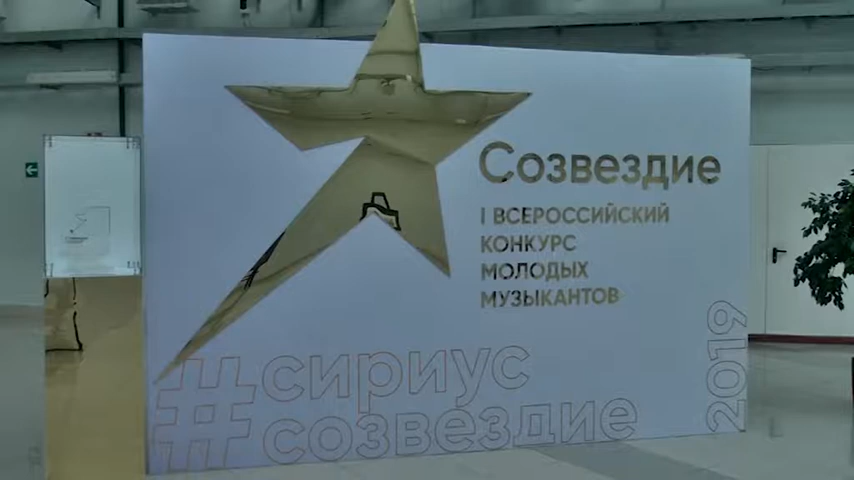 Созвездие
I ВСЕРОССИЙСКИЙ
КОНКУРС
МОЛОДЫХ
МУЗЫКАНТОВ
#сириус
созвездие
2019